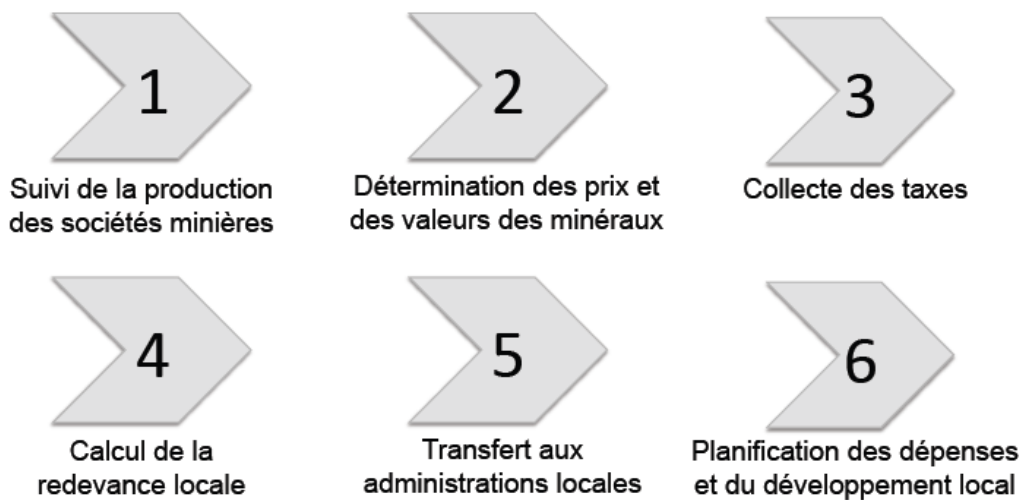 1
Suivi de la production
des sociétés minières
2
Détermination des prix et
des valeurs des minéraux
3
Collecte des taxes
4
Calcul de la
redevance locale
5
Transfert aux
administrations locales
6
Planification des dépenses
et du développement local